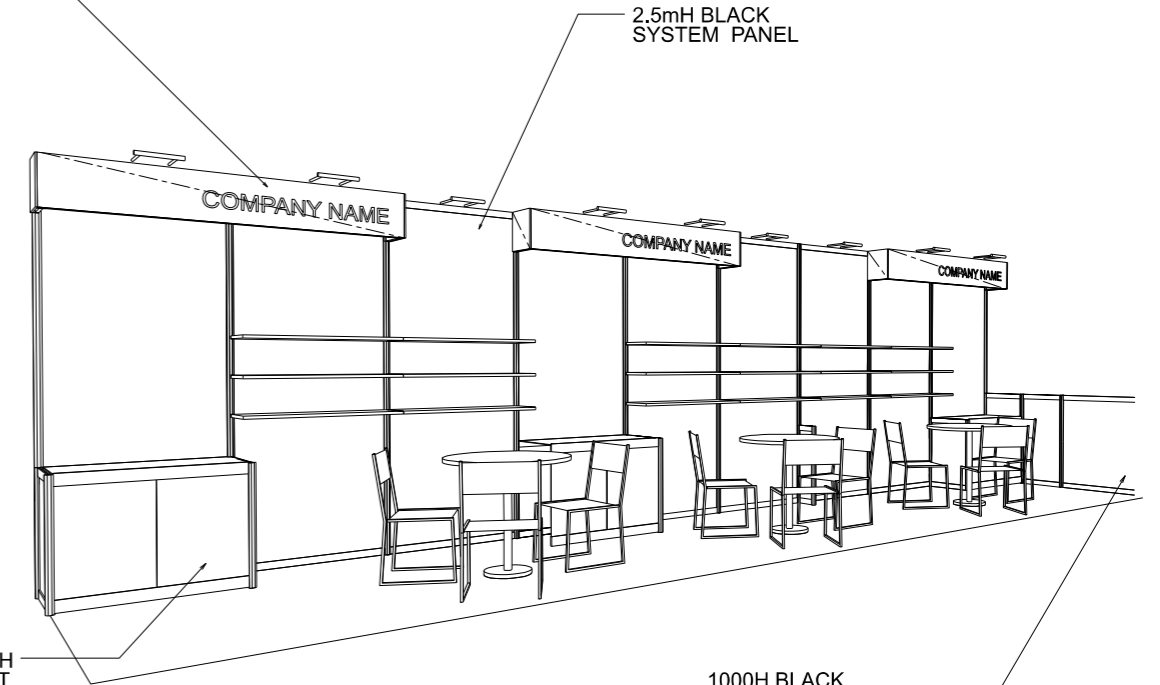 2.5mH BLACK
SYSTEM PANEL
COMPANY NAME
COMPANY NAME
COMPANY NAME
H
T
1000H BLACK